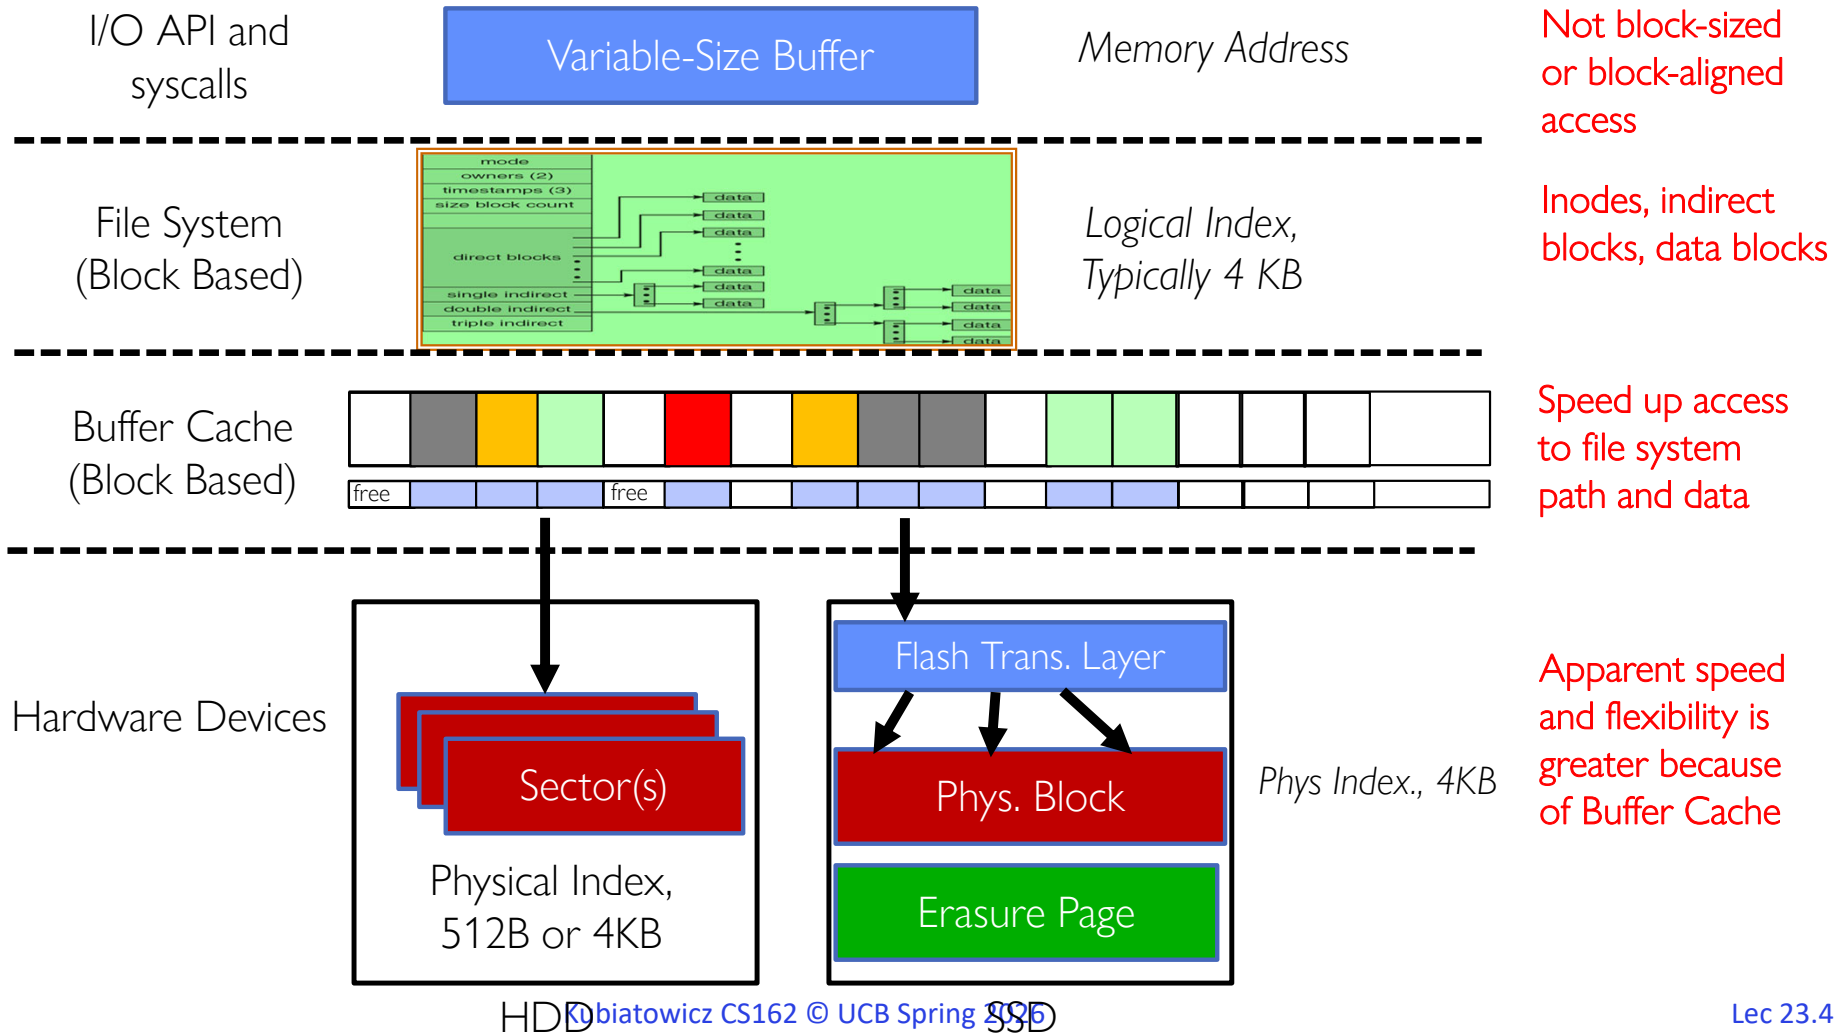 I/O API and
syscalls
Variable-Size Buffer
Memory Address
Not block-sized
or block-aligned
access
File System
(Block Based)
mode
owners (2)
timestamps (3)
size block count
direct blocks
single indirect
double indirect
triple indirect
data
data
data
data
data
data
data
data
data
data
Logical Index,
Typically 4 KB
Inodes, indirect
blocks, data blocks
Buffer Cache
(Block Based)
free
free
Speed up access
to file system
path and data
Hardware Devices
Sector(s)
Physical Index,
512B or 4KB
HDD
Flash Trans. Layer
Phys. Block
Erasure Page
SSD
Phys Index., 4KB
Apparent speed
and flexibility is
greater because
of Buffer Cache
Kubiatowicz CS162 © UCB Spring 2026
Lec 23.4